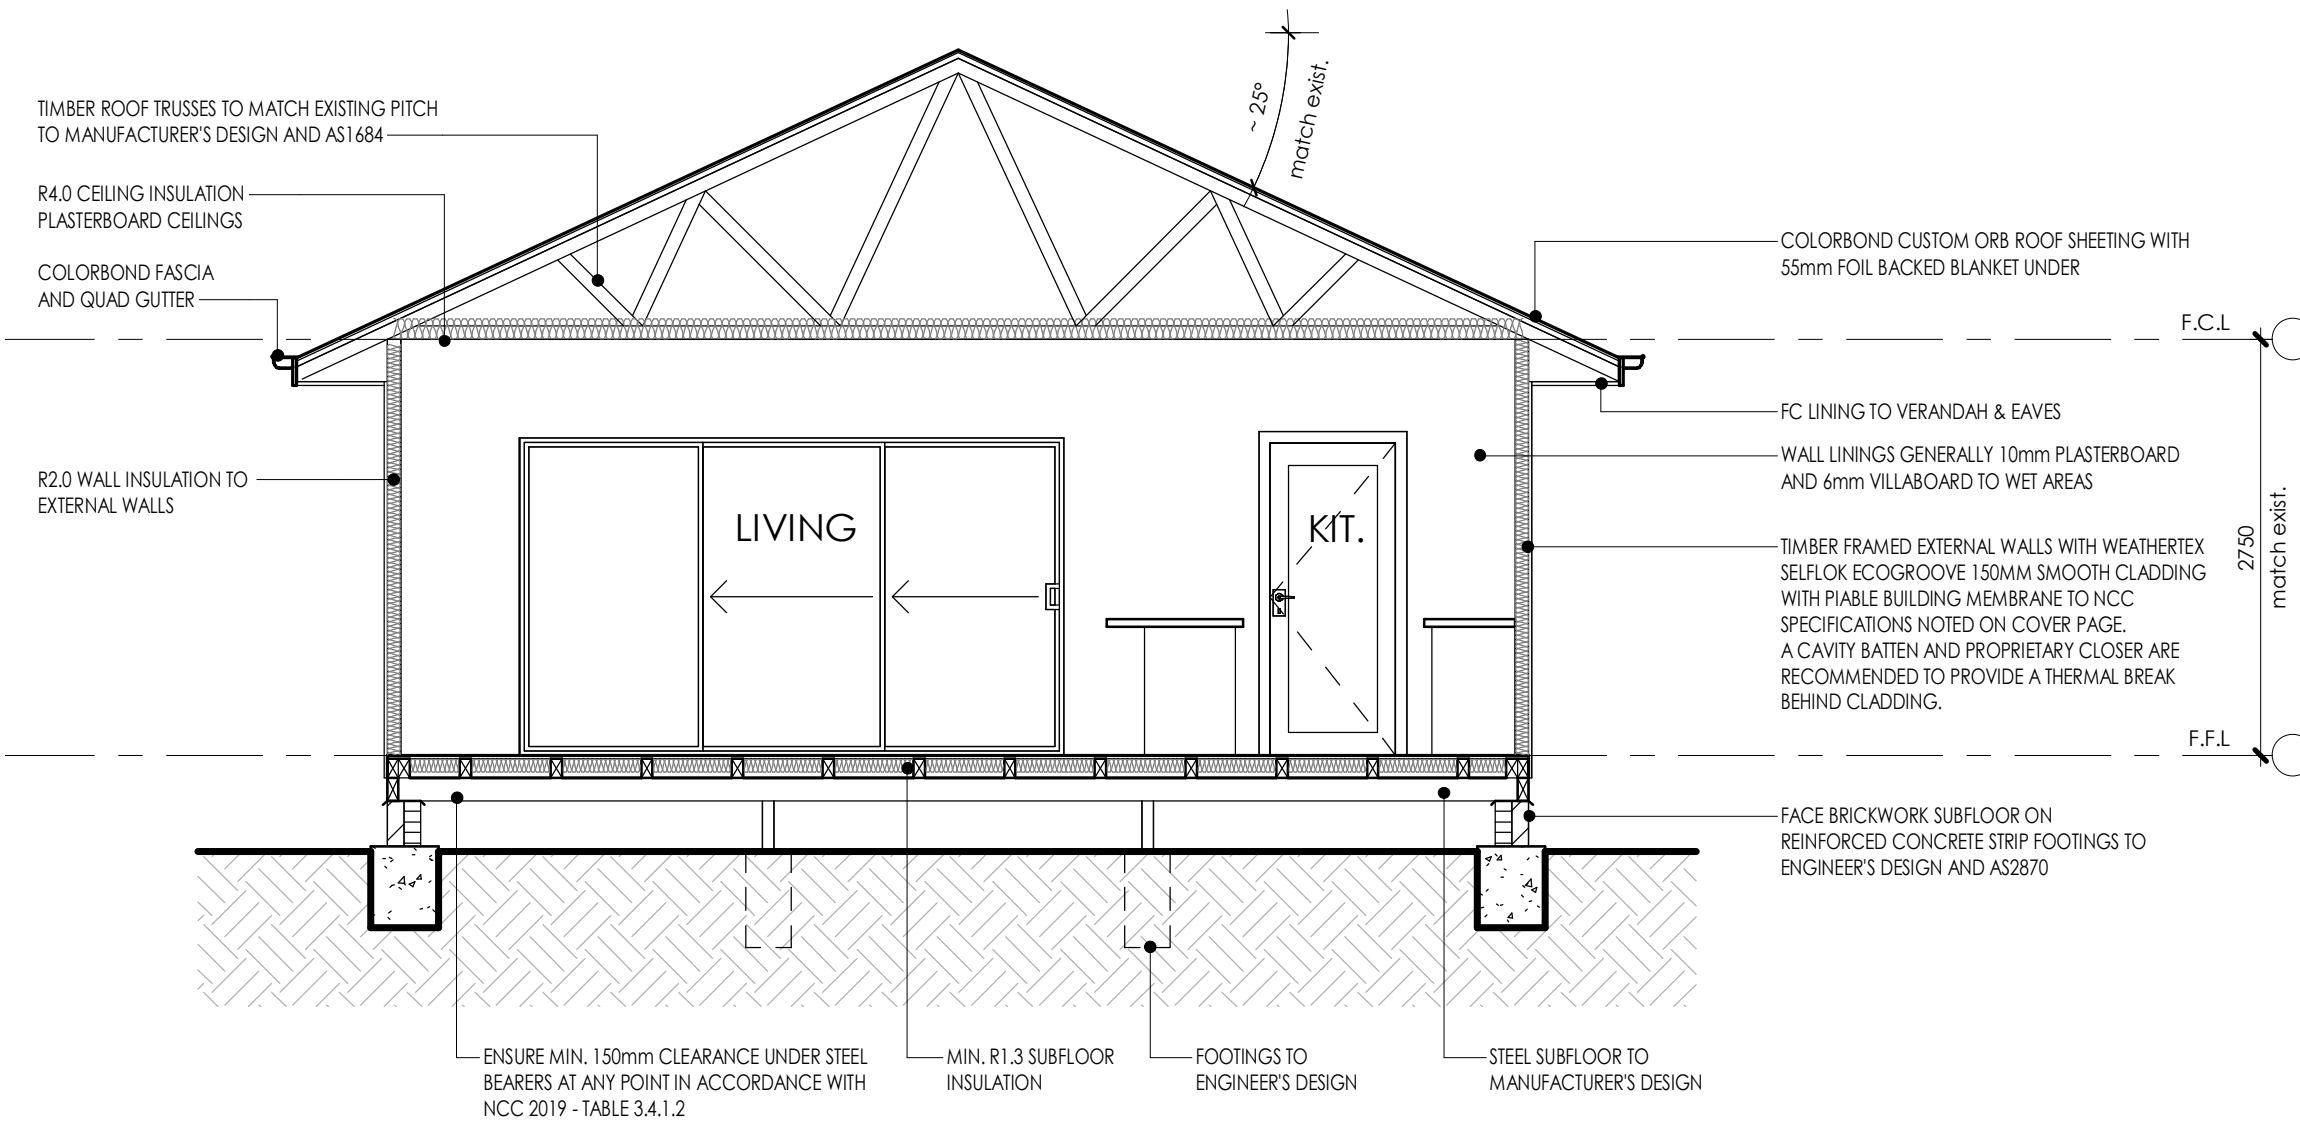 TIMBER ROOF TRUSSES TO MATCH EXISTING PITCH
TO MANUFACTURER'S DESIGN AND AS1684
R4.0 CEILING INSULATION
PLASTERBOARD CEILINGS
COLORBOND FASCIA
AND QUAD GUTTER
R2.0 WALL INSULATION TO
EXTERNAL WALLS
~ 25°
match exist.
LIVING
KIT.
COLORBOND CUSTOM ORB ROOF SHEETING WITH
55mm FOIL BACKED BLANKET UNDER
F.C.L
FC LINING TO VERANDAH & EAVES
WALL LININGS GENERALLY 10mm PLASTERBOARD
AND 6mm VILLABOARD TO WET AREAS
TIMBER FRAMED EXTERNAL WALLS WITH WEATHERTEX
SELFLOK ECOGROOVE 150MM SMOOTH CLADDING
WITH PIABLE BUILDING MEMBRANE TO NCC
SPECIFICATIONS NOTED ON COVER PAGE.
A CAVITY BATTEN AND PROPRIETARY CLOSER ARE
RECOMMENDED TO PROVIDE A THERMAL BREAK
BEHIND CLADDING.
2750
match exist.
F.F.L
FACE BRICKWORK SUBFLOOR ON
REINFORCED CONCRETE STRIP FOOTINGS TO
ENGINEER'S DESIGN AND AS2870
ENSURE MIN. 150mm CLEARANCE UNDER STEEL
BEARERS AT ANY POINT IN ACCORDANCE WITH
NCC 2019 - TABLE 3.4.1.2
MIN. R1.3 SUBFLOOR
INSULATION
FOOTINGS TO
ENGINEER'S DESIGN
STEEL SUBFLOOR TO
MANUFACTURER'S DESIGN